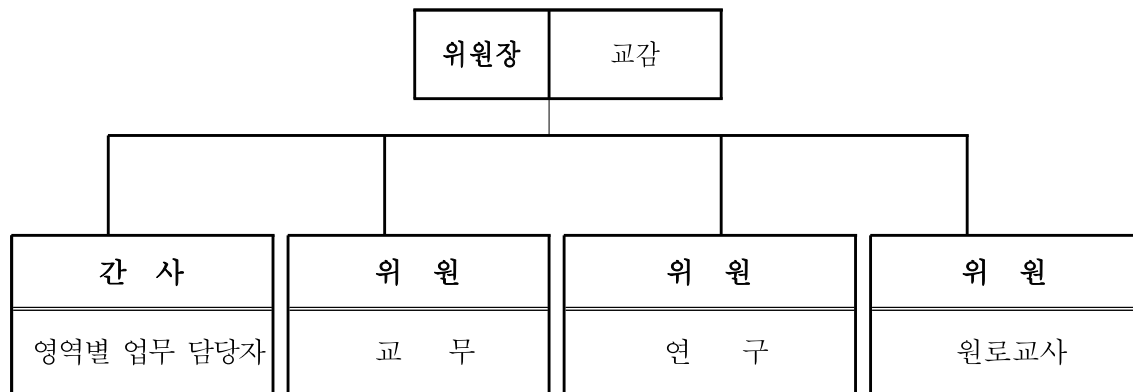 위원장 교감
간 사 위 원 위 원 위 원
영역별 업무 담당자 교 무 연 구 원로교사